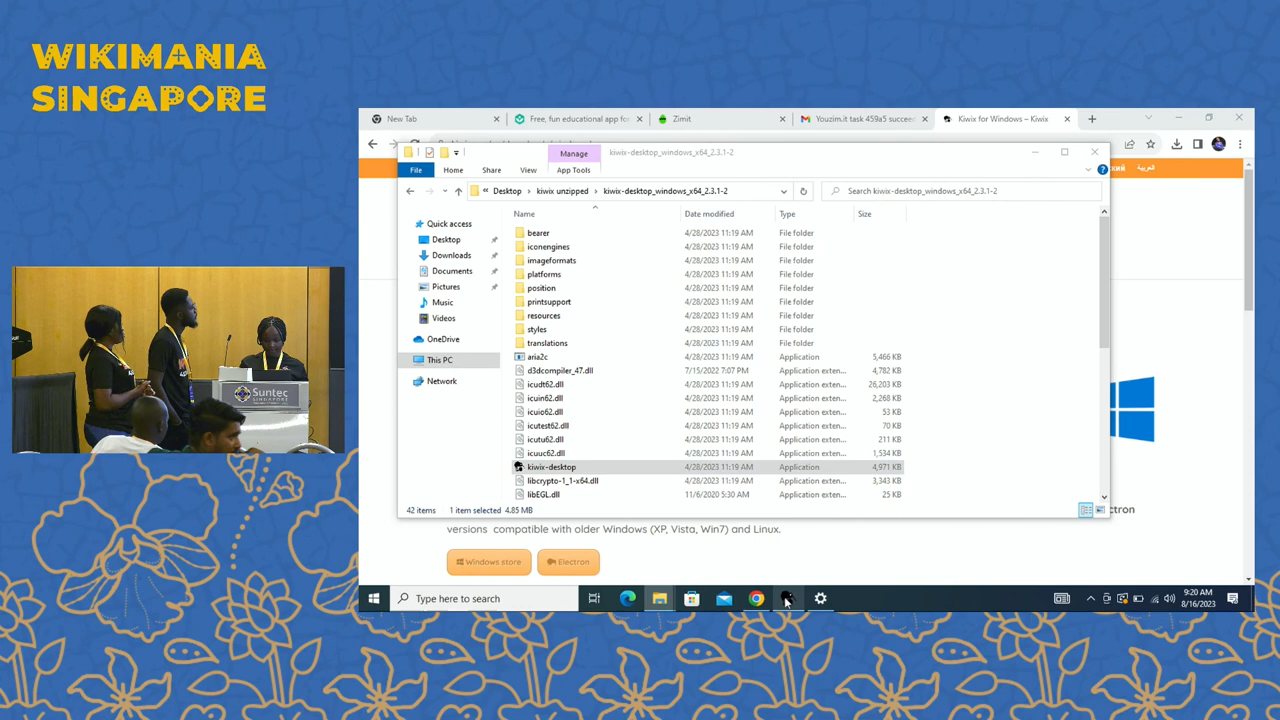 WIKIMANIA
SINGAPORE
New Tab
Free, fun educational app for
Zimit
Youzim.it task 459a5 succee
Kiwix for Windows – Kiwix
العربية
Manage
kiwix-desktop_windows_x64_2.3.1-2
File
Home
Share
View
App Tools
« Desktop > kiwix unzipped > kiwix-desktop_windows_x64_2.3.1-2
Search kiwix-desktop_windows_x64_2.3.1-2
Name Date modified Type Size
Quick access
Desktop
Downloads
Documents
Pictures
Music
Videos
OneDrive
This PC
Network
bearer 4/28/2023 11:19 AM File folder
iconengines 4/28/2023 11:19 AM File folder
imageformats 4/28/2023 11:19 AM File folder
platforms 4/28/2023 11:19 AM File folder
position 4/28/2023 11:19 AM File folder
printsupport 4/28/2023 11:19 AM File folder
resources 4/28/2023 11:19 AM File folder
styles 4/28/2023 11:19 AM File folder
translations 4/28/2023 11:19 AM File folder
aria2c 4/28/2023 11:19 AM Application 5,466 KB
d3dcompiler_47.dll 7/15/2022 7:07 PM Application exten... 4,782 KB
icudt62.dll 4/28/2023 11:19 AM Application exten... 26,203 KB
icuin62.dll 4/28/2023 11:19 AM Application exten... 2,268 KB
icuio62.dll 4/28/2023 11:19 AM Application exten... 53 KB
icutest62.dll 4/28/2023 11:19 AM Application exten... 70 KB
icutu62.dll 4/28/2023 11:19 AM Application exten... 211 KB
icuuc62.dll 4/28/2023 11:19 AM Application exten... 1,534 KB
kiwix-desktop 4/28/2023 11:19 AM Application 4,971 KB
libcrypto-1_1-x64.dll 4/28/2023 11:19 AM Application exten... 3,343 KB
libEGL.dll 11/6/2020 5:30 AM Application exten... 25 KB
42 items 1 item selected 4.85 MB
ctron
versions compatible with older Windows (XP, Vista, Win7) and Linux.
Windows store
Electron
Type here to search
9:20 AM
8/16/2023
Suntec
SINGAPORE